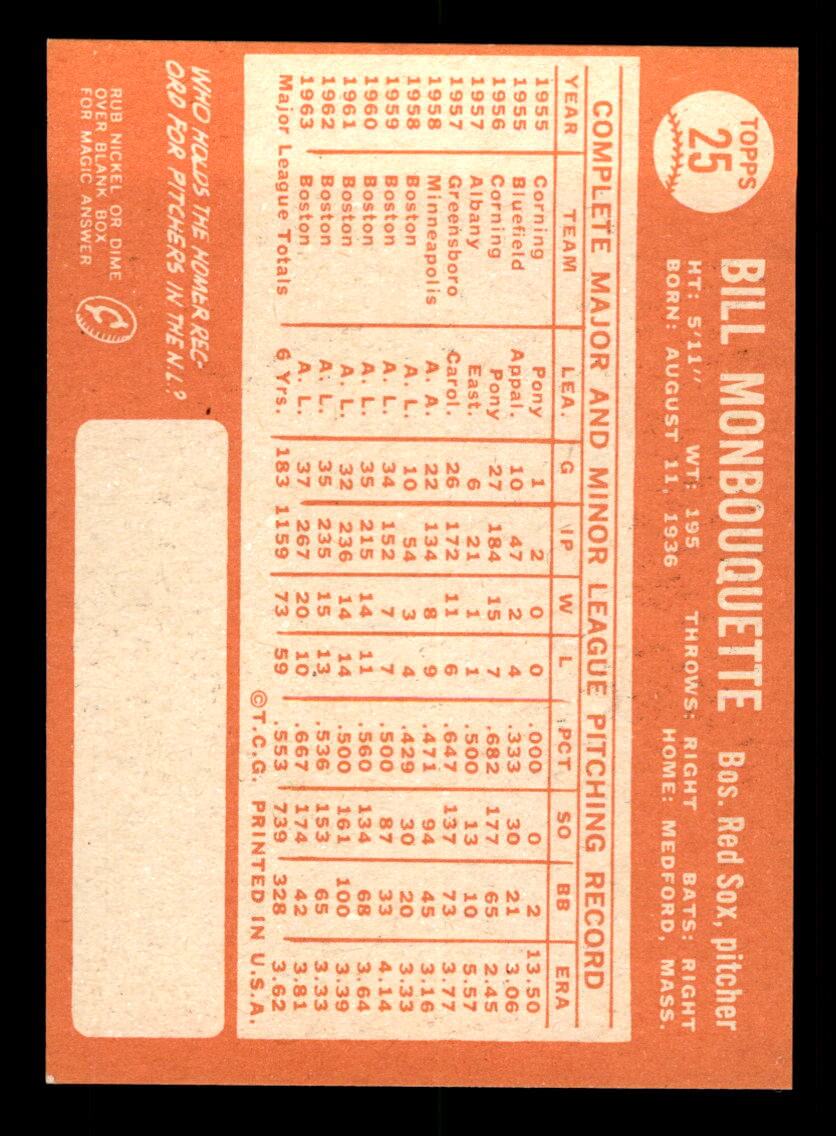 TOPPS
25
BILL MONBOUQUETTE Bos. Red Sox, pitcher
HT: 5'11" WT: 195 THROWS: RIGHT BATS: RIGHT
BORN: AUGUST 11, 1936 HOME: MEDFORD, MASS.
COMPLETE MAJOR AND MINOR LEAGUE PITCHING RECORD
YEAR TEAM LEA. G IP W L PCT. SO BB ERA
1955 Corning Pony 1 2 0 0 .000 0 2 13.50
1955 Bluefield Appal. 10 47 2 4 .333 30 21 3.06
1956 Corning Pony 27 184 15 7 .682 177 65 2.45
1957 Albany East. 6 21 1 1 .500 13 10 5.57
1957 Greensboro Carol. 26 172 11 6 .647 137 73 3.77
1958 Minneapolis A. A. 22 134 8 9 .471 94 45 3.16
1958 Boston A. L. 10 54 3 4 .429 30 20 3.33
1959 Boston A. L. 34 152 7 7 .500 87 33 4.14
1960 Boston A. L. 35 215 14 11 .560 134 68 3.64
1961 Boston A. L. 32 236 14 14 .500 161 100 3.39
1962 Boston A. L. 35 235 15 13 .536 153 65 3.33
1963 Boston A. L. 37 267 20 10 .667 174 42 3.81
Major League Totals 6 Yrs. 183 1159 73 59 .553 739 328 3.62
©T.C.G. PRINTED IN U.S.A.
WHO HOLDS THE HOMER REC-
ORD FOR PITCHERS IN THE N.L.?
RUB NICKEL OR DIME
OVER BLANK BOX
FOR MAGIC ANSWER